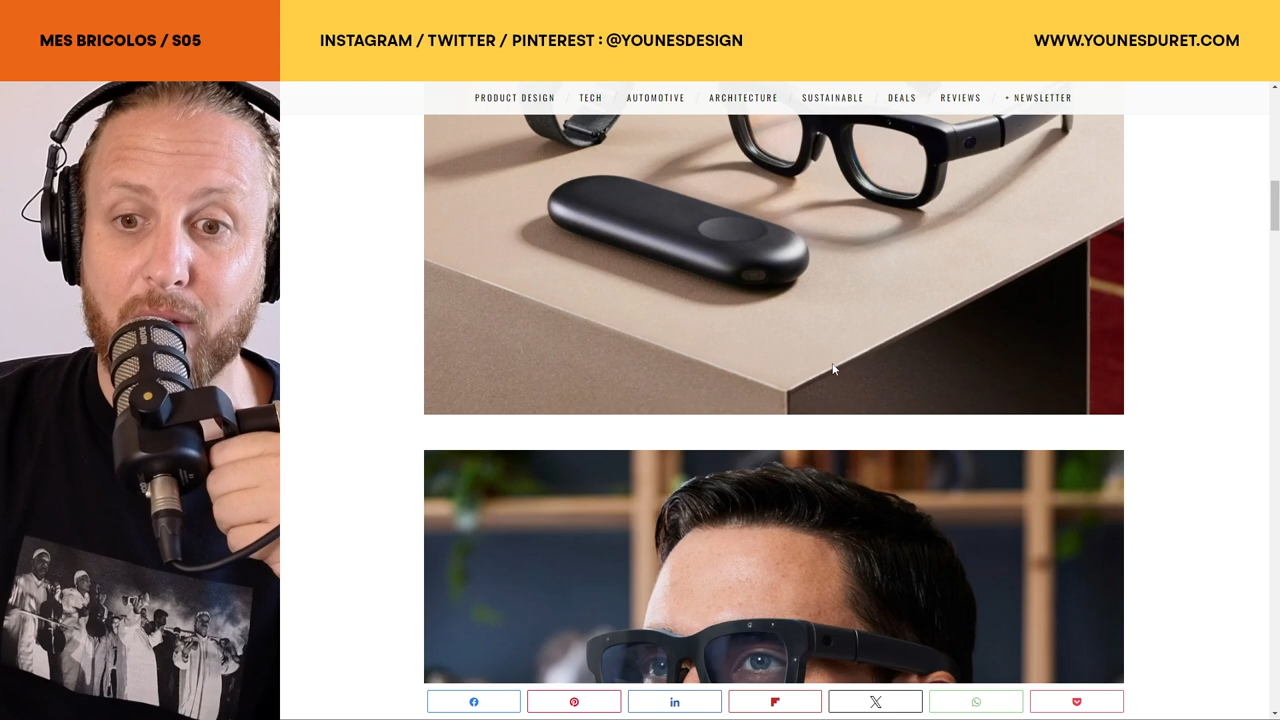 MES BRICOLOS / S05
INSTAGRAM / TWITTER / PINTEREST : @YOUNESDESIGN
WWW.YOUNESDURET.COM
PRODUCT DESIGN / TECH / AUTOMOTIVE / ARCHITECTURE / SUSTAINABLE / DEALS / REVIEWS / + NEWSLETTER
RØDE